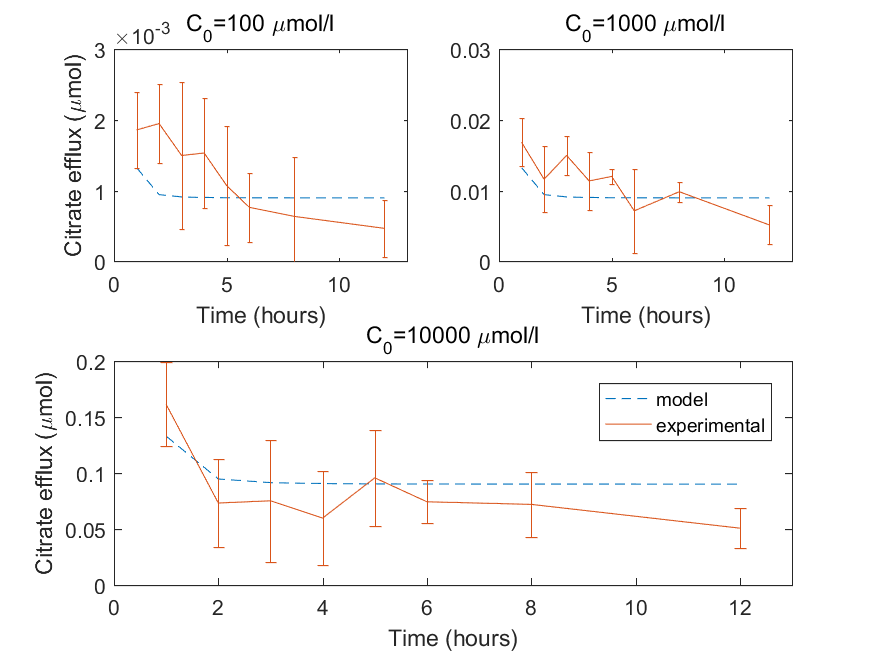 ×10⁻³ C₀=100 μmol/l
C₀=1000 μmol/l
Citrate efflux (μmol)
3
2
1
0
0 5 10
Time (hours)
0.03
0.02
0.01
0
0 5 10
Time (hours)
C₀=10000 μmol/l
Citrate efflux (μmol)
0.2
0.15
0.1
0.05
0
model
experimental
0 2 4 6 8 10 12
Time (hours)